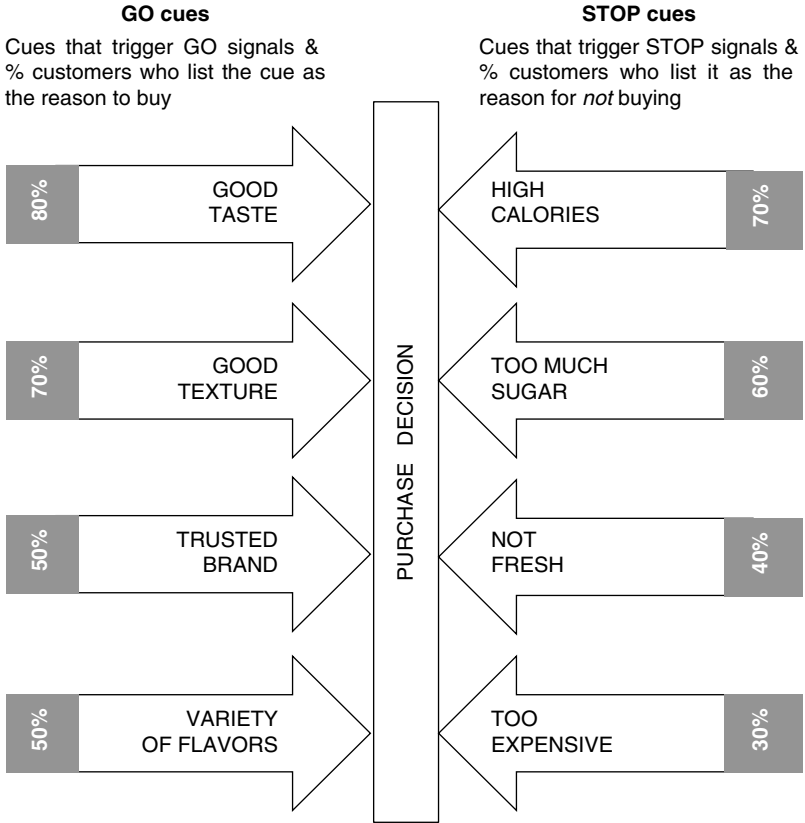 GO cues
Cues that trigger GO signals &
% customers who list the cue as
the reason to buy
STOP cues
Cues that trigger STOP signals &
% customers who list it as the
reason for not buying
80%
GOOD
TASTE
70%
GOOD
TEXTURE
50%
TRUSTED
BRAND
50%
VARIETY
OF FLAVORS
PURCHASE DECISION
HIGH
CALORIES
70%
TOO MUCH
SUGAR
60%
NOT
FRESH
40%
TOO
EXPENSIVE
30%